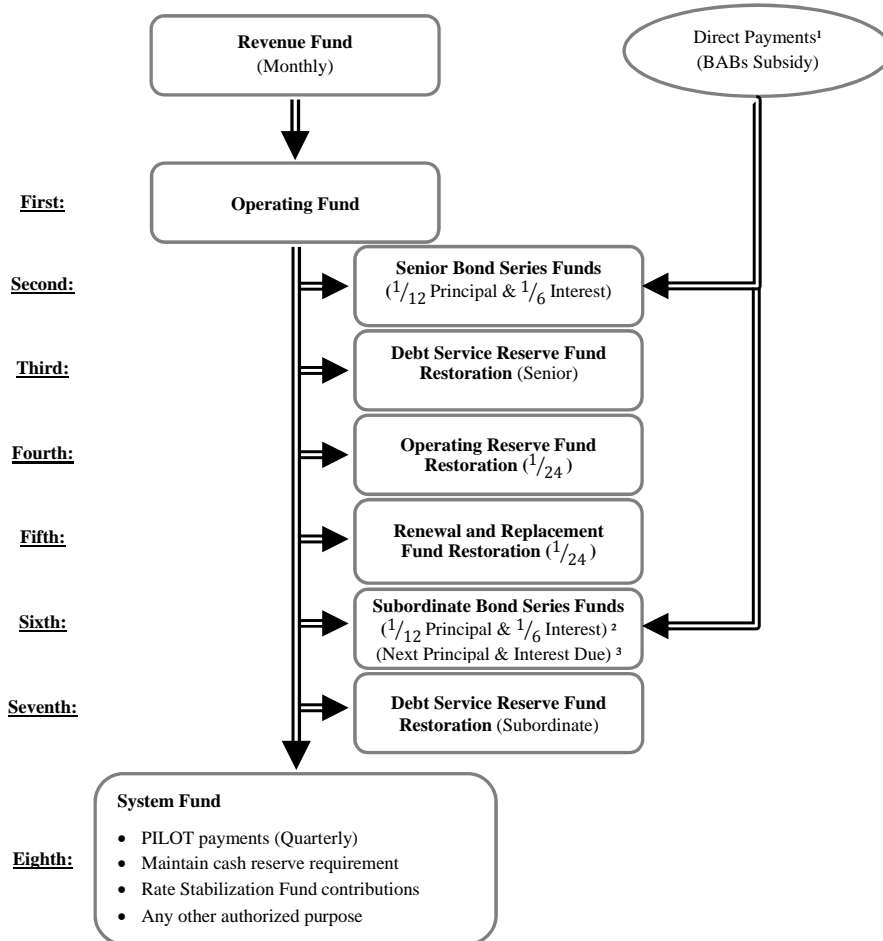 Revenue Fund
(Monthly)
Direct Payments¹
(BABs Subsidy)
First:
Operating Fund
Second:
Senior Bond Series Funds
(1/12 Principal & 1/6 Interest)
Third:
Debt Service Reserve Fund
Restoration (Senior)
Fourth:
Operating Reserve Fund
Restoration (1/24)
Fifth:
Renewal and Replacement
Fund Restoration (1/24)
Sixth:
Subordinate Bond Series Funds
(1/12 Principal & 1/6 Interest) ²
(Next Principal & Interest Due) ³
Seventh:
Debt Service Reserve Fund
Restoration (Subordinate)
Eighth:
System Fund
• PILOT payments (Quarterly)
• Maintain cash reserve requirement
• Rate Stabilization Fund contributions
• Any other authorized purpose